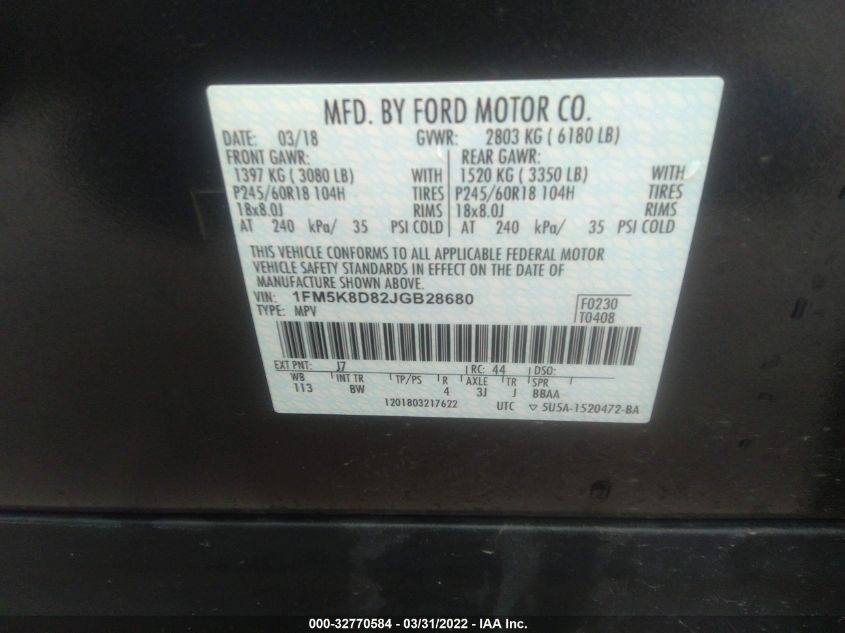 MFD. BY FORD MOTOR CO.
DATE: 03/18 GVWR: 2803 KG ( 6180 LB)
FRONT GAWR: REAR GAWR:
1397 KG ( 3080 LB) WITH 1520 KG ( 3350 LB) WITH
P245/60R18 104H TIRES P245/60R18 104H TIRES
18x8.0J RIMS 18x8.0J RIMS
AT 240 kPa/ 35 PSI COLD AT 240 kPa/ 35 PSI COLD
THIS VEHICLE CONFORMS TO ALL APPLICABLE FEDERAL MOTOR
VEHICLE SAFETY STANDARDS IN EFFECT ON THE DATE OF
MANUFACTURE SHOWN ABOVE.
VIN: 1FM5K8D82JGB28680 F0230
TYPE: MPV T0408
EXT PNT: J7 RC: 44 DSO:
WB INT TR TP/PS R AXLE TR SPR
113 BW 4 3J J BBAA
1201803217622 UTC ▽ 5U5A-1520472-BA
000-32770584 - 03/31/2022 - IAA Inc.